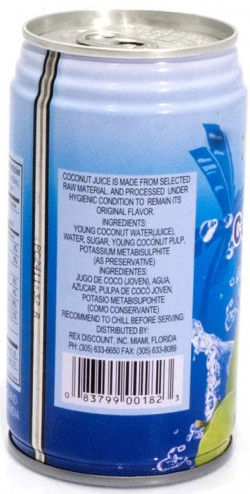 COCONUT JUICE IS MADE FROM SELECTED
RAW MATERIAL. AND PROCESSED UNDER
HYGIENIC CONDITION TO REMAIN ITS
ORIGINAL FLAVOR.
INGREDIENTS:
YOUNG COCONUT WATER(JUICE),
WATER, SUGAR, YOUNG COCONUT PULP,
POTASSIUM METABISULPHITE
(AS PRESERVATIVE)
INGREDIENTES:
JUGO DE COCO (JOVEN), AGUA,
AZUCAR, PULPA DE COCO JOVEN,
POTASIO METABISUPOHITE
(COMO CONSERVANTE)
RECOMMEND TO CHILL BEFORE SERVING.
DISTRIBUTED BY:
REX DISCOUNT, INC. MIAMI, FLORIDA
PH: (305) 633-6650 FAX: (305) 633-8089
0 83799 00182 3